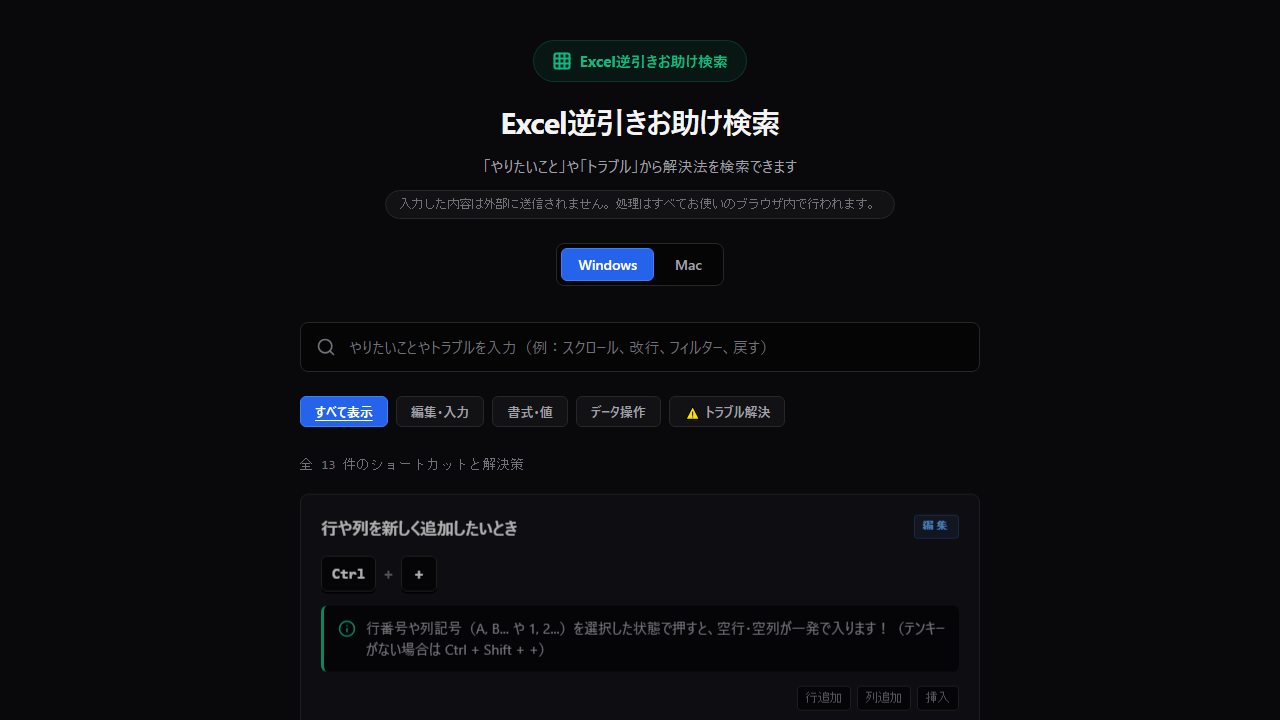 Excel逆引きお助け検索
Excel逆引きお助け検索
「やりたいこと」や「トラブル」から解決法を検索できます
入力した内容は外部に送信されません。処理はすべてお使いのブラウザ内で行われます。
Windows Mac
やりたいことやトラブルを入力（例：スクロール、改行、フィルター、戻す）
すべて表示 編集・入力 書式・値 データ操作 ⚠ トラブル解決
全 13 件のショートカットと解決策
行や列を新しく追加したいとき 編集
Ctrl + +
行番号や列記号（A, B... や 1, 2...）を選択した状態で押すと、空行・空列が一発で入ります！（テンキー
がない場合は Ctrl + Shift + +）
行追加 列追加 挿入